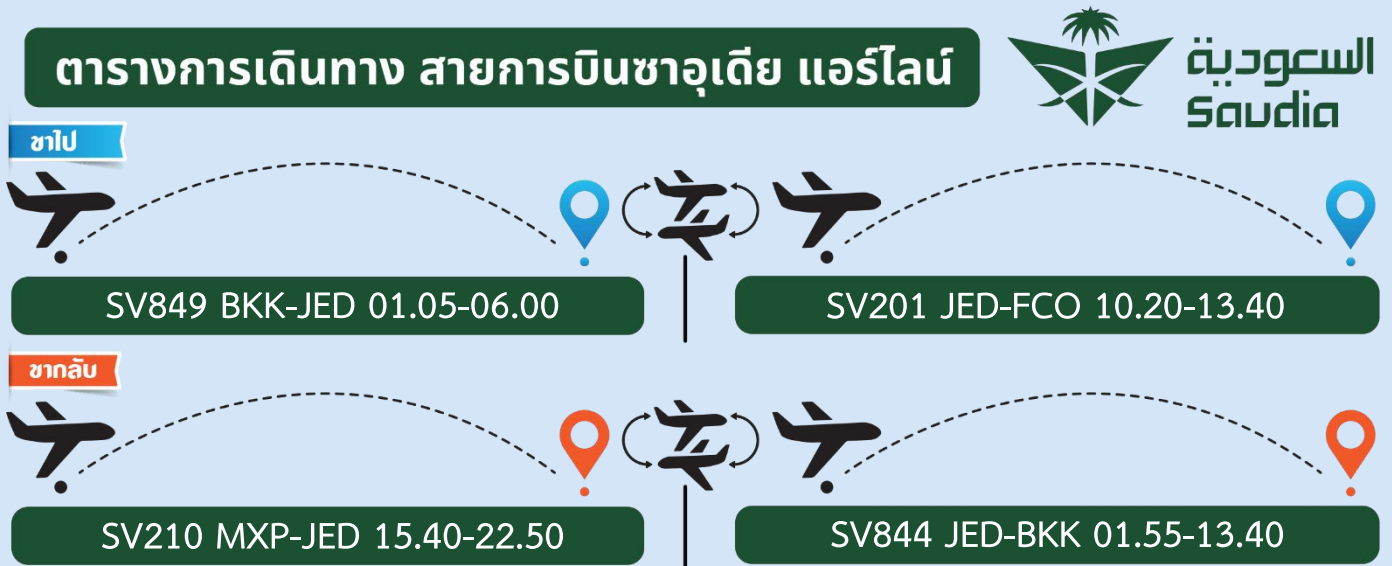 ตารางการเดินทาง สายการบินซาอุเดีย แอร์ไลน์
السعودية
Saudia
ขาไป
SV849 BKK-JED 01.05-06.00
SV201 JED-FCO 10.20-13.40
ขากลับ
SV210 MXP-JED 15.40-22.50
SV844 JED-BKK 01.55-13.40